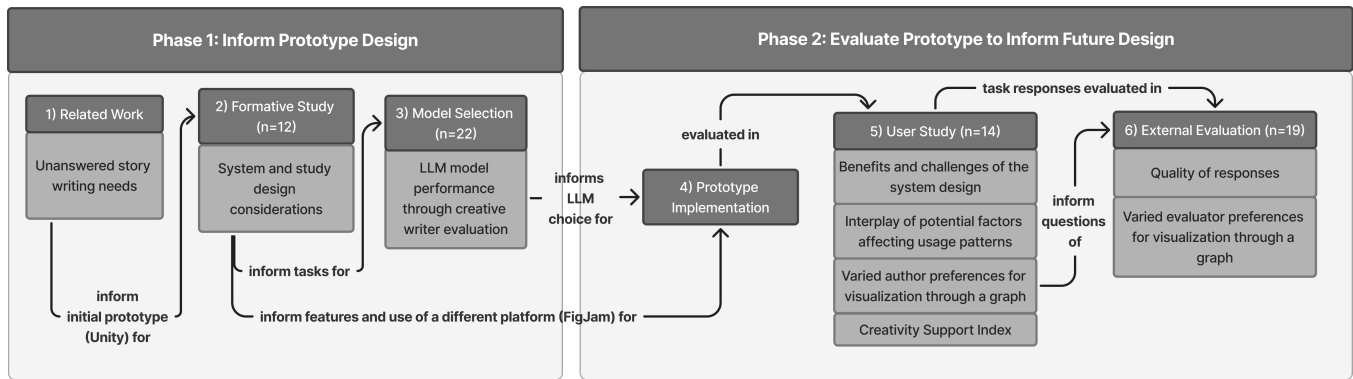 Phase 1: Inform Prototype Design
1) Related Work
Unanswered story
writing needs
inform
initial prototype
(Unity) for
2) Formative Study
(n=12)
System and study
design
considerations
inform tasks for
inform features and use of a different platform (FigJam) for
3) Model Selection
(n=22)
LLM model
performance
through creative
writer evaluation
informs
LLM
choice for
Phase 2: Evaluate Prototype to Inform Future Design
4) Prototype
Implementation
evaluated in
5) User Study (n=14)
Benefits and challenges of the
system design
Interplay of potential factors
affecting usage patterns
Varied author preferences for
visualization through a graph
Creativity Support Index
task responses evaluated in
inform
questions
of
6) External Evaluation (n=19)
Quality of responses
Varied evaluator preferences
for visualization through a
graph